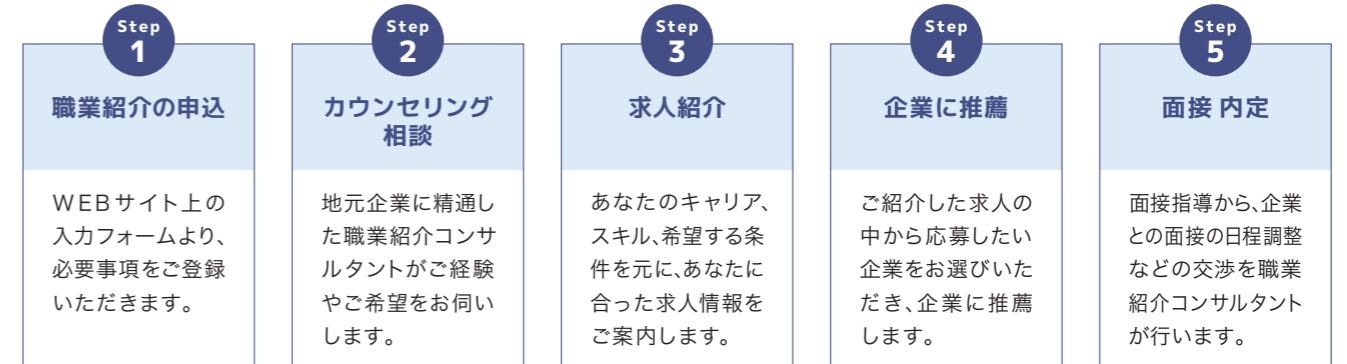 Step
1
職業紹介の申込
WEBサイト上の
入力フォームより、
必要事項をご登録
いただきます。
Step
2
カウンセリング
相談
地元企業に精通し
た職業紹介コンサ
ルタントがご経験
やご希望をお伺い
します。
Step
3
求人紹介
あなたのキャリア、
スキル、希望する条
件を元に、あなたに
合った求人情報を
ご案内します。
Step
4
企業に推薦
ご紹介した求人の
中から応募したい
企業をお選びいた
だき、企業に推薦
します。
Step
5
面接 内定
面接指導から、企業
との面接の日程調整
などの交渉を職業
紹介コンサルタント
が行います。